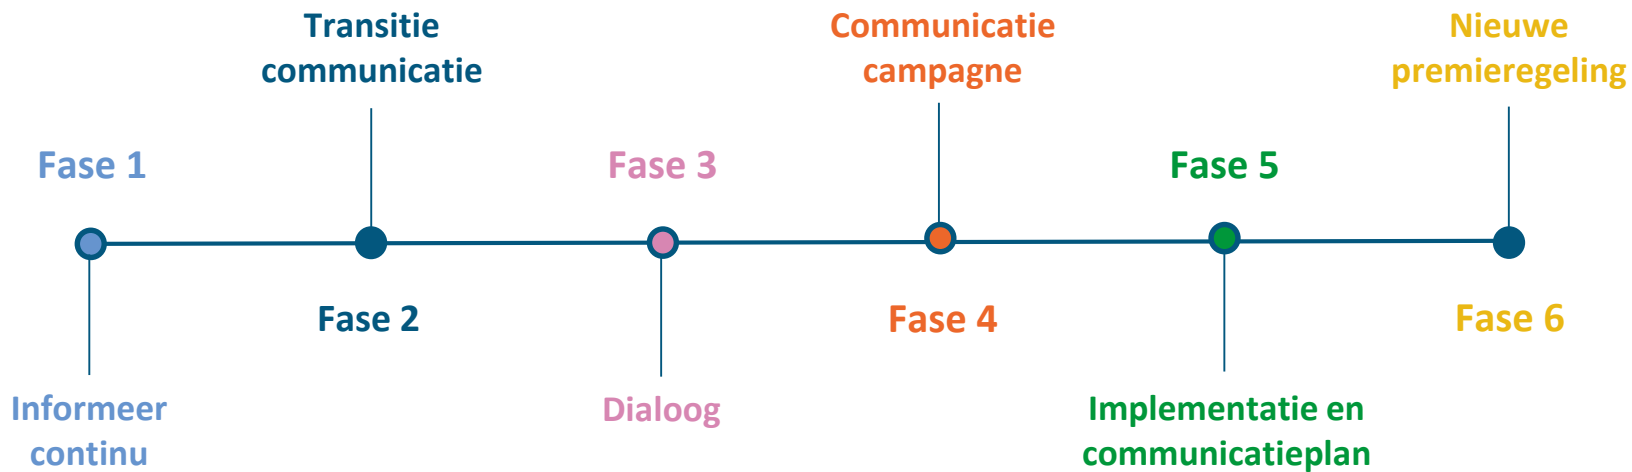 Transitie
communicatie
Communicatie
campagne
Nieuwe
premieregeling
Fase 1
Fase 3
Fase 5
Fase 2
Fase 4
Fase 6
Informeer
continu
Dialoog
Implementatie en
communicatieplan